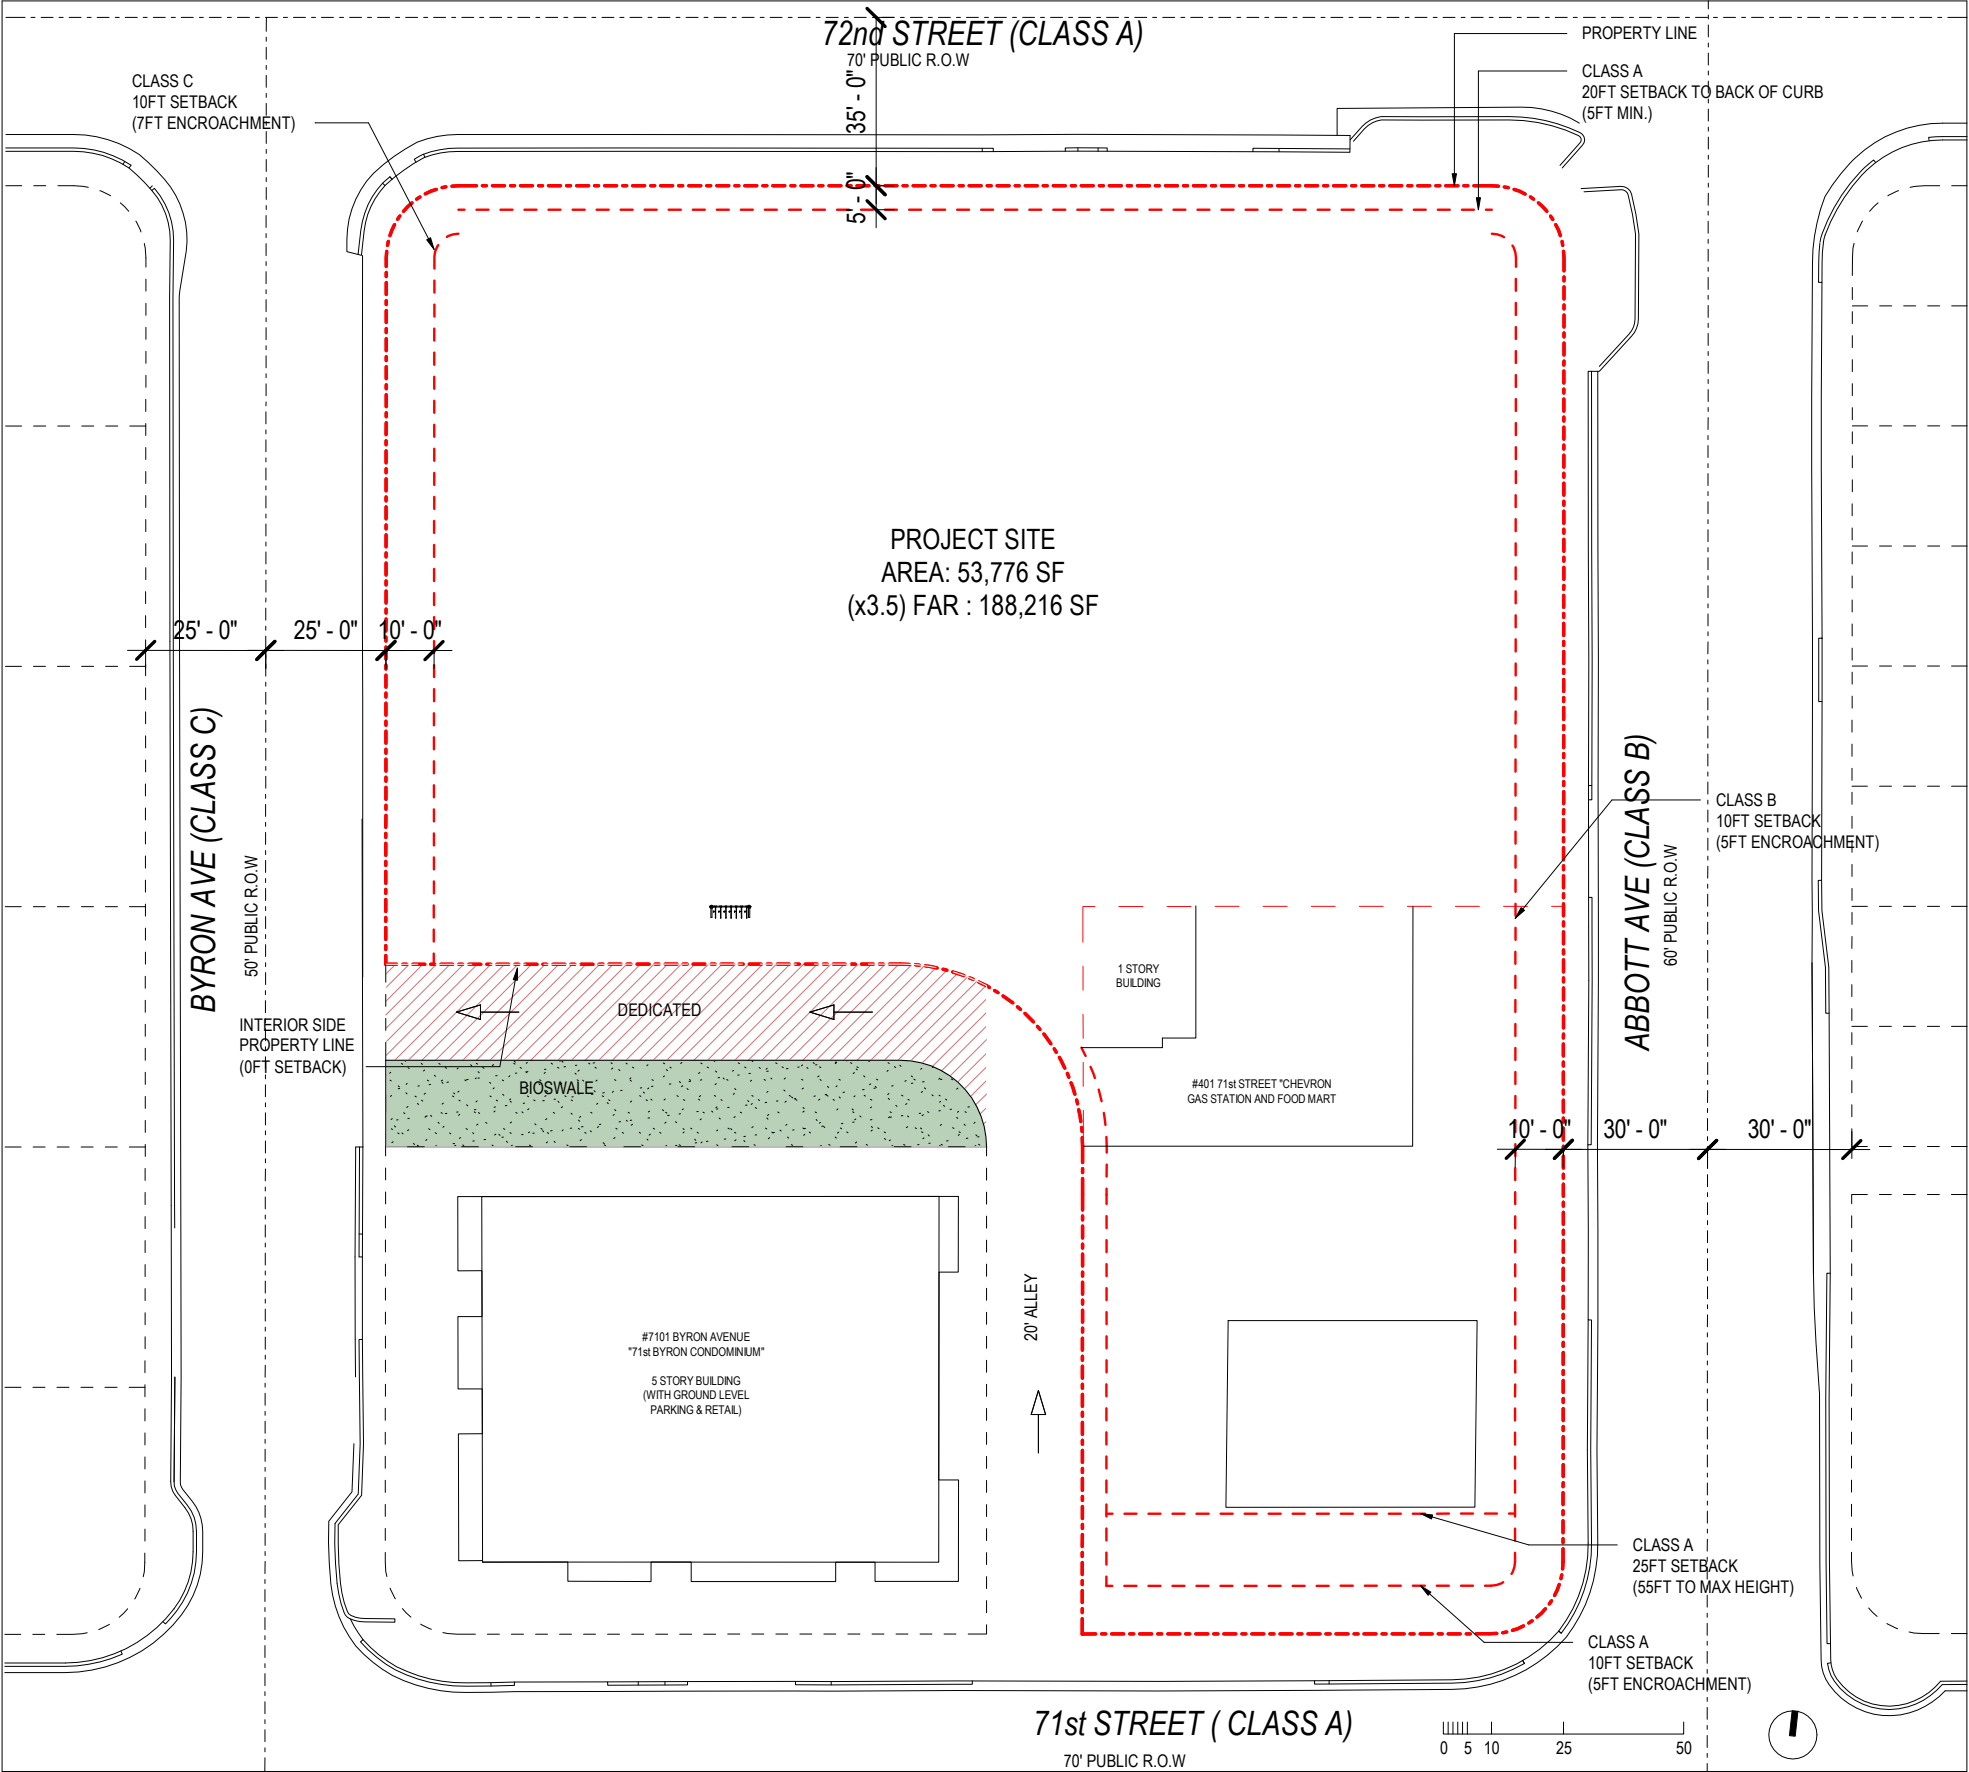 72nd STREET (CLASS A)
70' PUBLIC R.O.W
PROPERTY LINE
CLASS A
20FT SETBACK TO BACK OF CURB
(5FT MIN.)
CLASS C
10FT SETBACK
(7FT ENCROACHMENT)
35' - 0"
5' - 0"
PROJECT SITE
AREA: 53,776 SF
(x3.5) FAR : 188,216 SF
25' - 0"
25' - 0"
10' - 0"
BYRON AVE (CLASS C)
50' PUBLIC R.O.W
ABBOTT AVE (CLASS B)
60' PUBLIC R.O.W
CLASS B
10FT SETBACK
(5FT ENCROACHMENT)
1 STORY
BUILDING
DEDICATED
INTERIOR SIDE
PROPERTY LINE
(0FT SETBACK)
BIOSWALE
#401 71st STREET "CHEVRON
GAS STATION AND FOOD MART
10' - 0"
30' - 0"
30' - 0"
20' ALLEY
#7101 BYRON AVENUE
"71st BYRON CONDOMINIUM"
5 STORY BUILDING
(WITH GROUND LEVEL
PARKING & RETAIL)
CLASS A
25FT SETBACK
(55FT TO MAX HEIGHT)
CLASS A
10FT SETBACK
(5FT ENCROACHMENT)
71st STREET ( CLASS A)
70' PUBLIC R.O.W
0 5 10 25 50